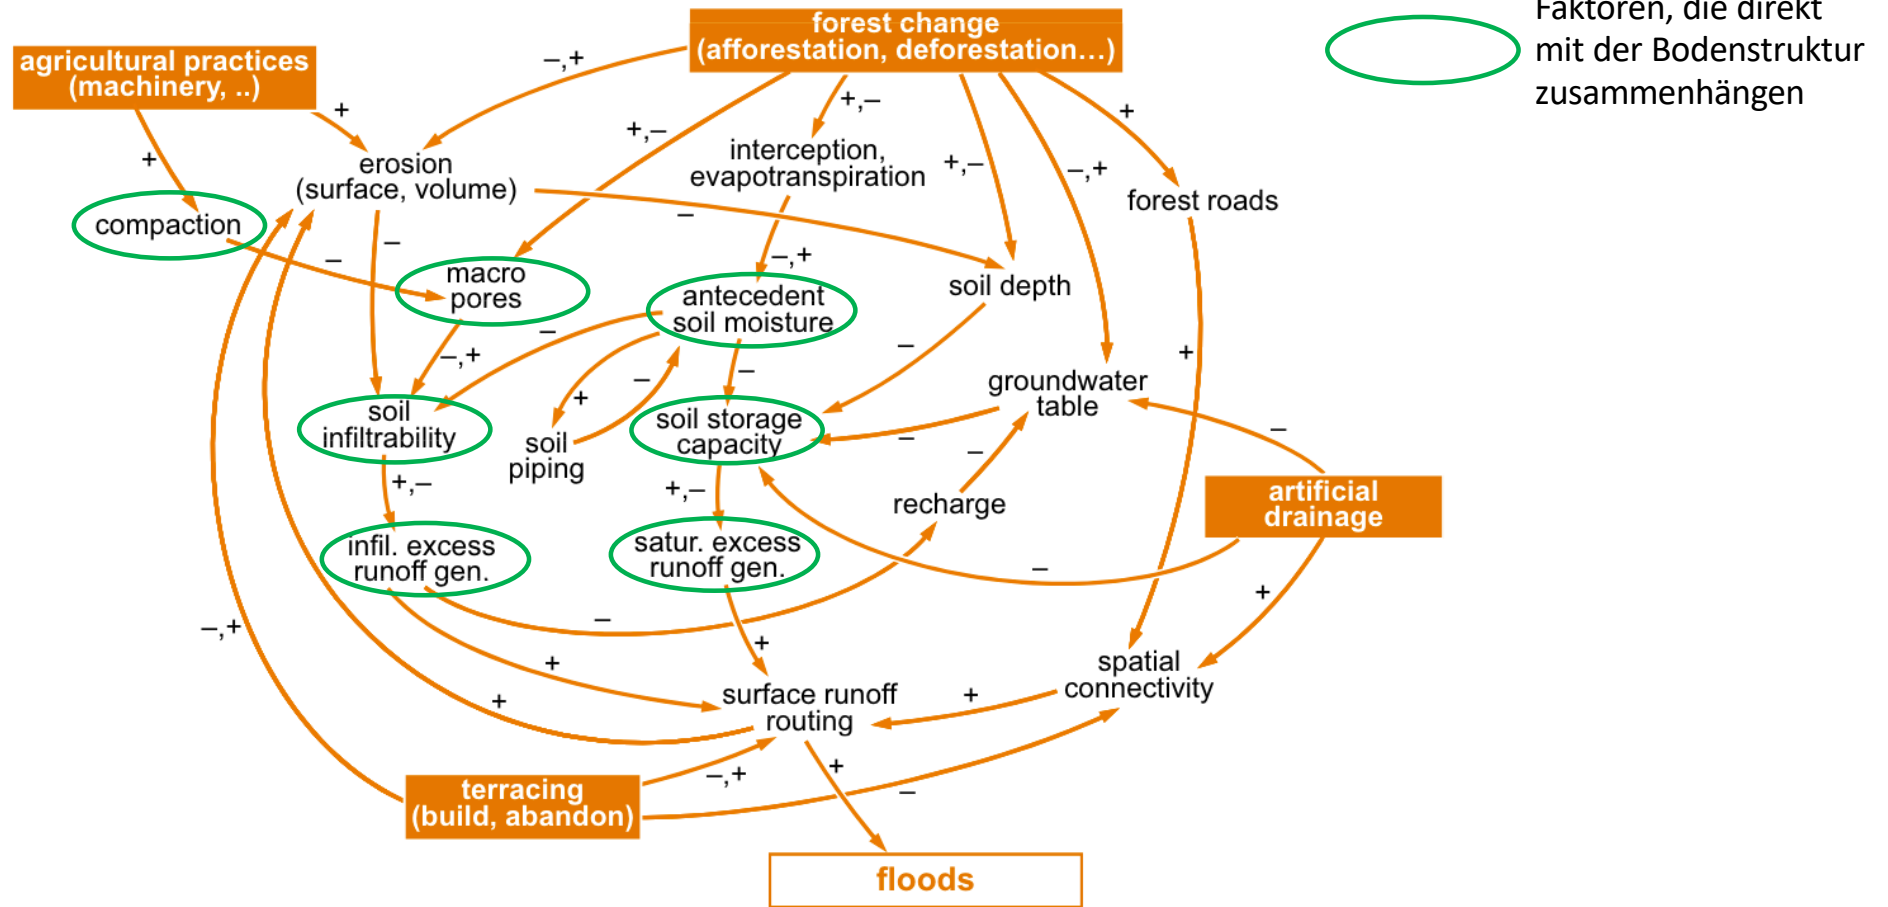 forest change
(afforestation, deforestation…)
Faktoren, die direkt
mit der Bodenstruktur
zusammenhängen
agricultural practices
(machinery, ..)
–,+
+
+
+,–
+,–
+,–
–,+
+
erosion
(surface, volume)
interception,
evapotranspiration
forest roads
compaction
–
–
–
–,+
macro
pores
antecedent
soil moisture
soil depth
–
–,+
–
–
+
–
–
+
groundwater
table
soil
infiltrability
soil
piping
soil storage
capacity
–
–
–
+,–
+,–
recharge
artificial
drainage
infil. excess
runoff gen.
satur. excess
runoff gen.
–
+
–
–,+
+
+
spatial
connectivity
surface runoff
routing
+
+
–,+
+
–
terracing
(build, abandon)
floods